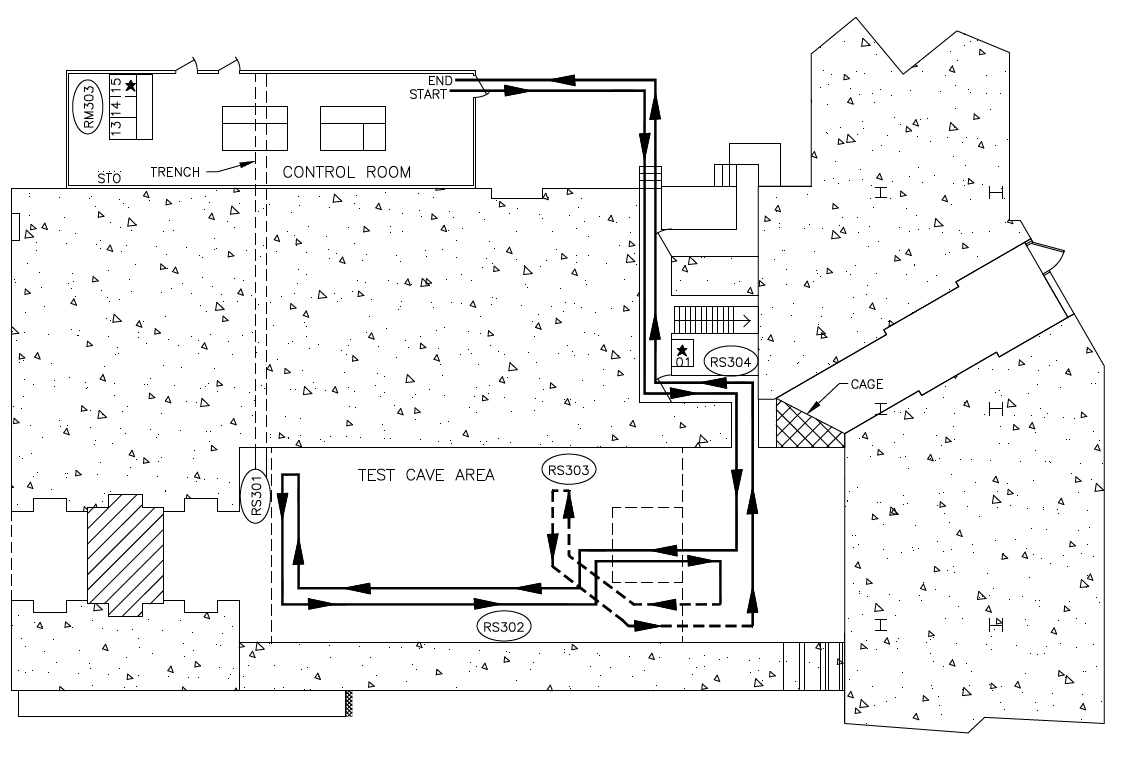 END
START
RM303
15
14
13
TRENCH
CONTROL ROOM
STO
01
RS304
CAGE
TEST CAVE AREA
RS303
RS301
RS302